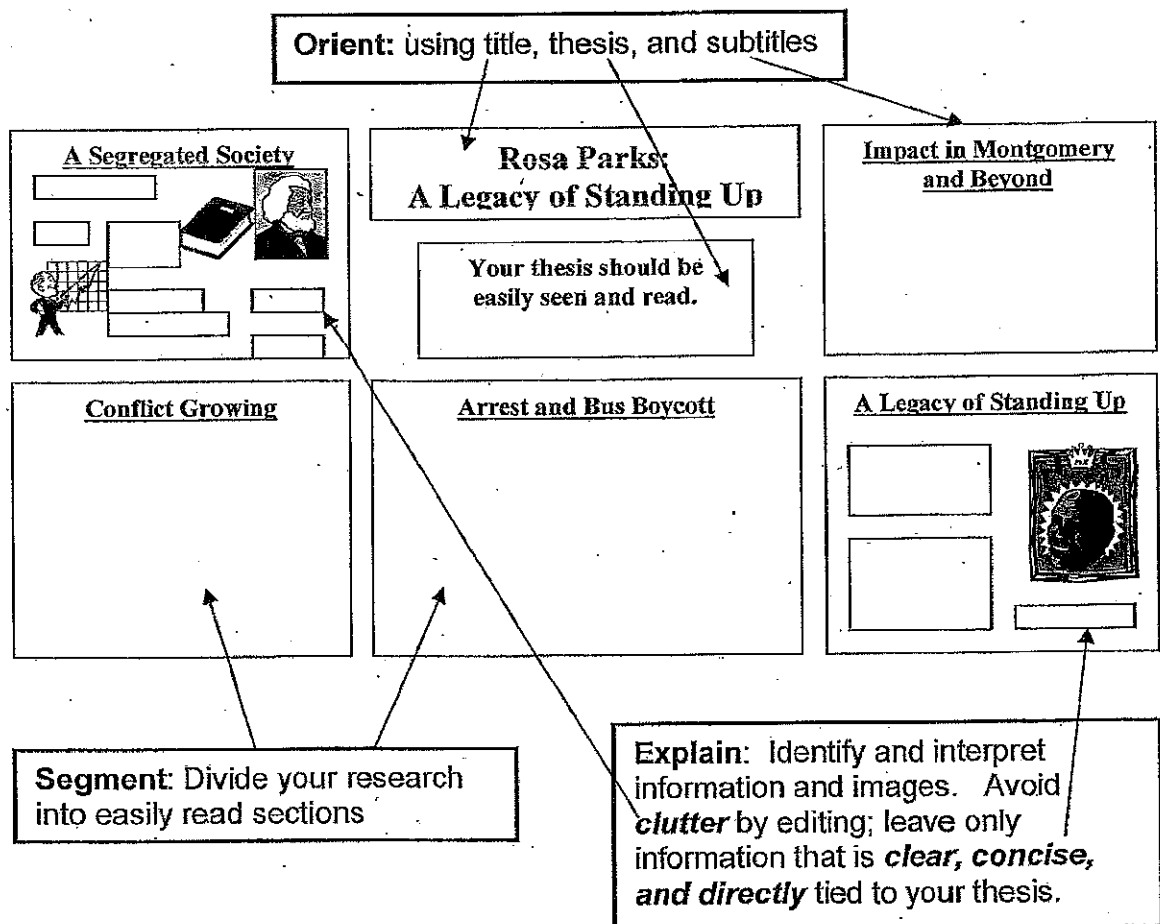 Orient: using title, thesis, and subtitles
A Segregated Society
Rosa Parks:
A Legacy of Standing Up
Impact in Montgomery
and Beyond
Your thesis should be
easily seen and read.
Conflict Growing
Arrest and Bus Boycott
A Legacy of Standing Up
Segment: Divide your research
into easily read sections
Explain: Identify and interpret
information and images. Avoid
clutter by editing; leave only
information that is clear, concise,
and directly tied to your thesis.